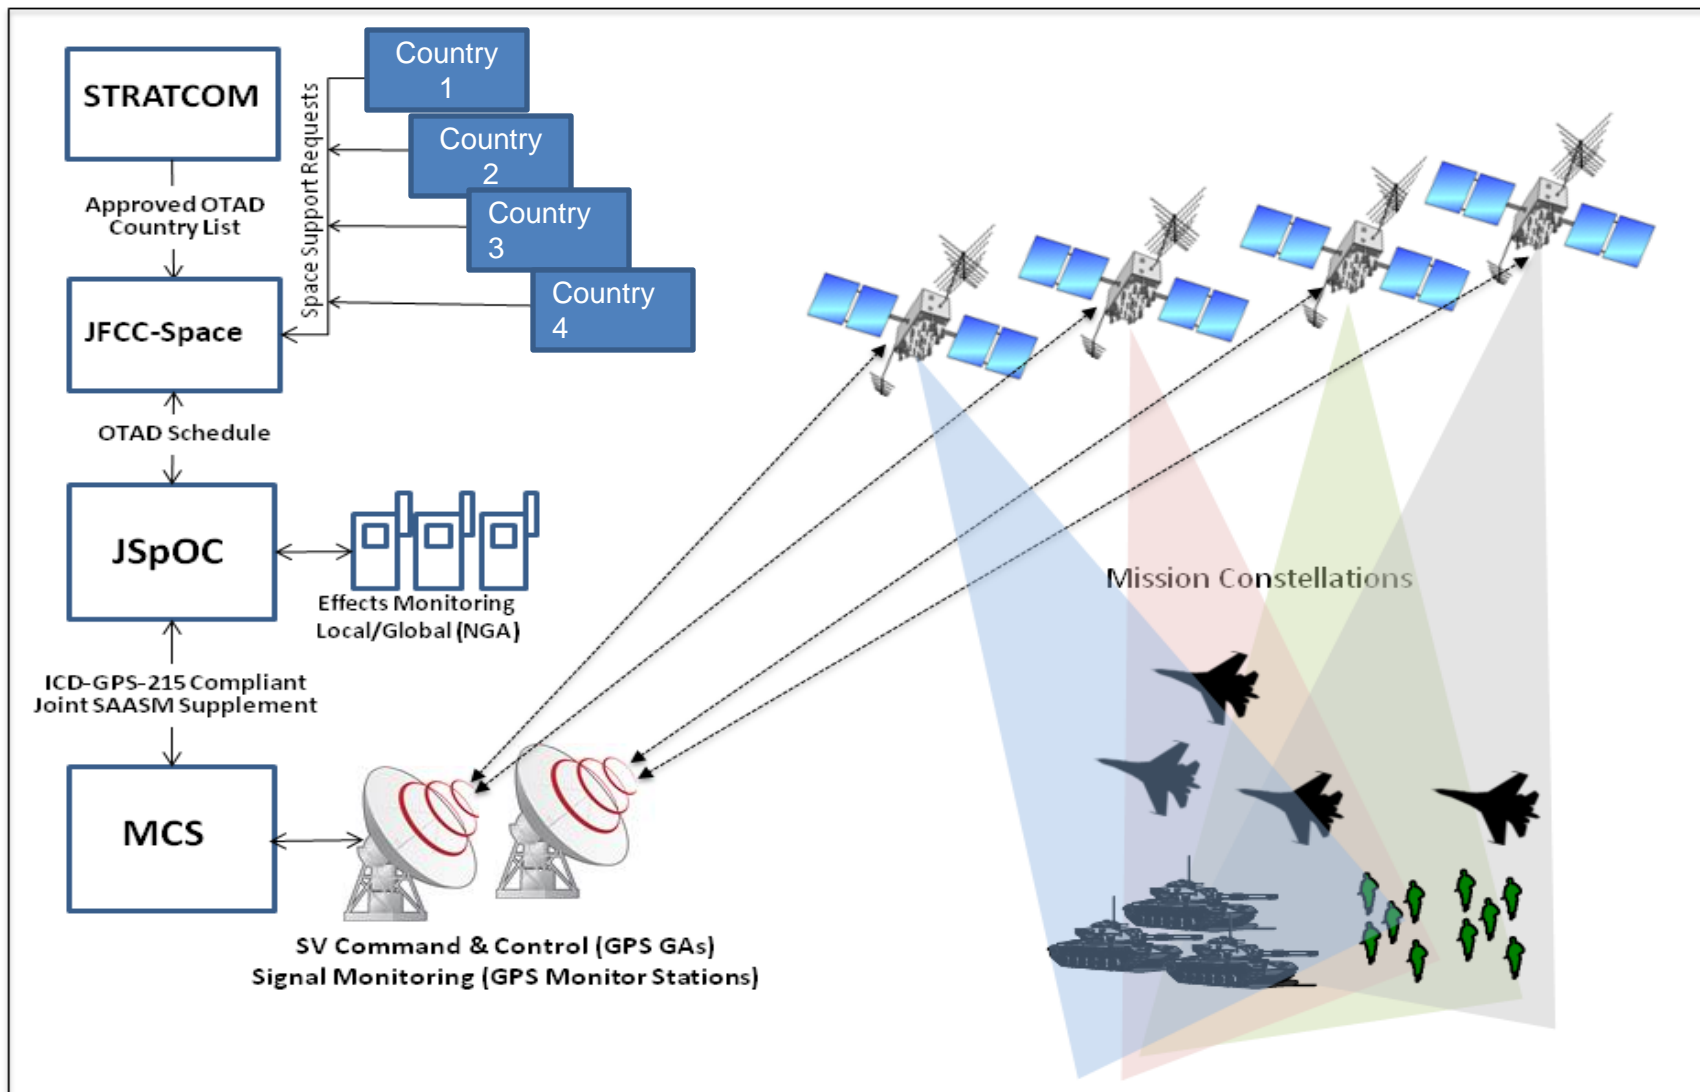 STRATCOM
Approved OTAD
Country List
JFCC-Space
OTAD Schedule
JSpOC
ICD-GPS-215 Compliant
Joint SAASM Supplement
MCS
Space Support Requests
Country
1
Country
2
Country
3
Country
4
Effects Monitoring
Local/Global (NGA)
SV Command & Control (GPS GAs)
Signal Monitoring (GPS Monitor Stations)
Mission Constellations